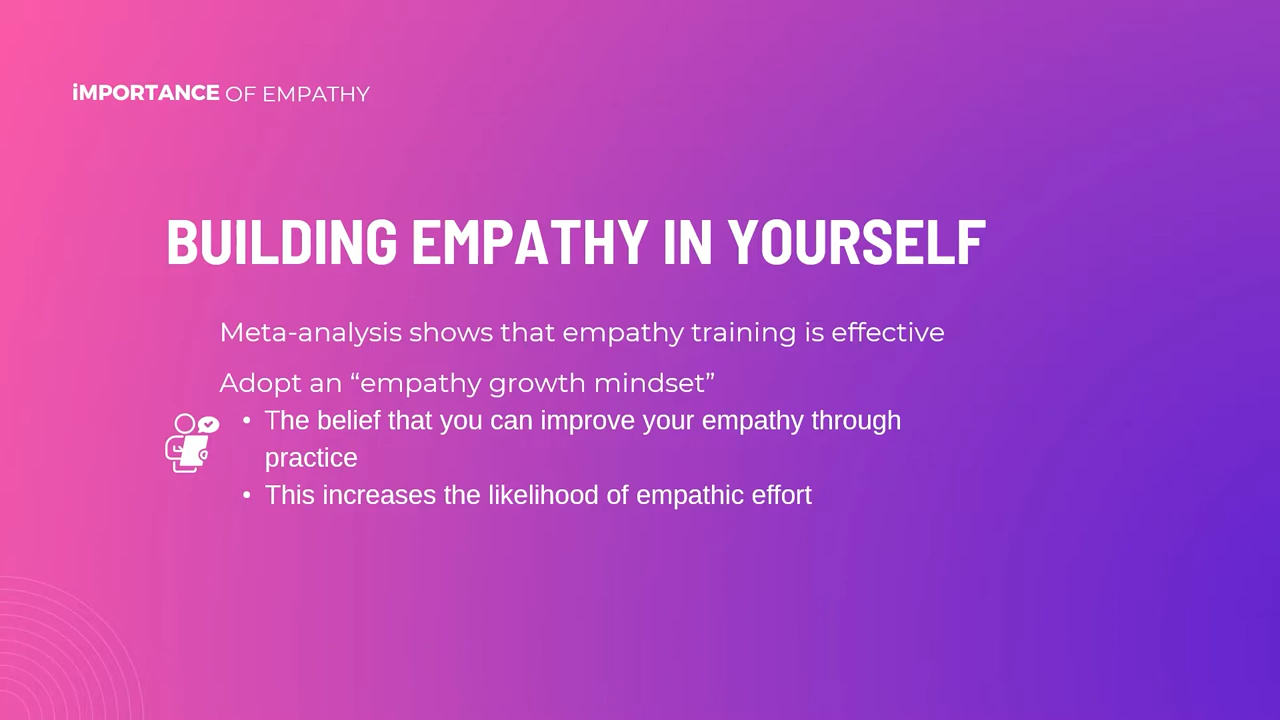 iMPORTANCE OF EMPATHY
BUILDING EMPATHY IN YOURSELF
Meta-analysis shows that empathy training is effective
Adopt an “empathy growth mindset”
• The belief that you can improve your empathy through
practice
• This increases the likelihood of empathic effort